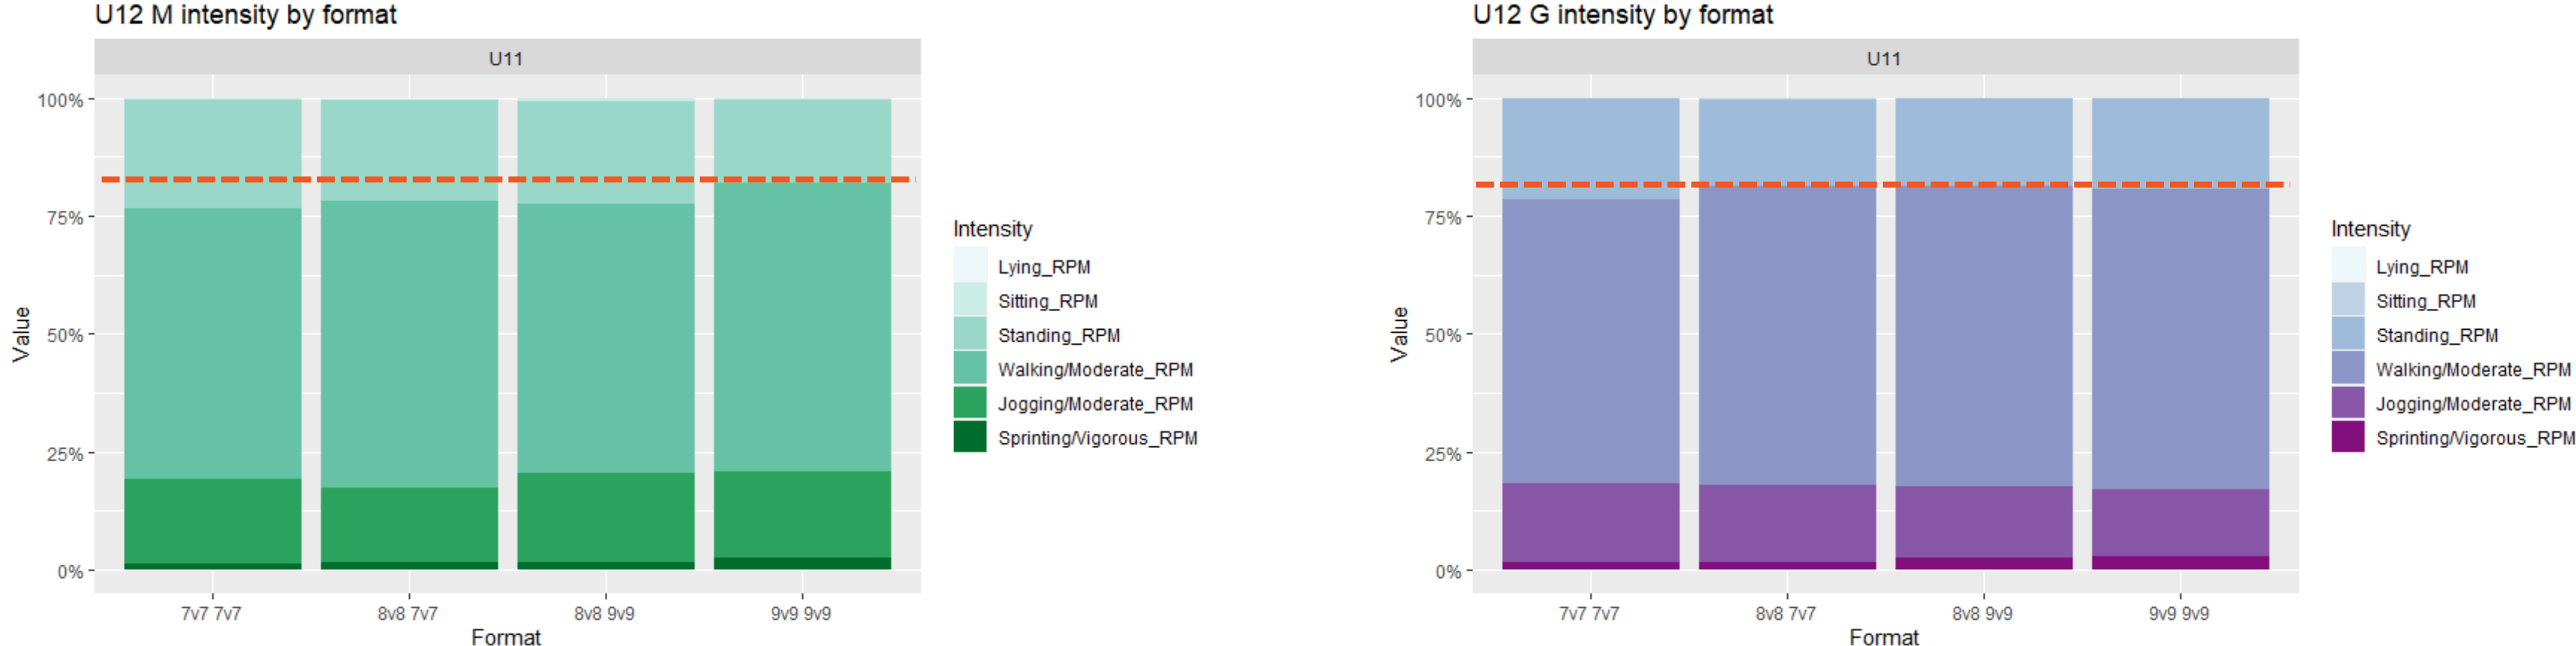 U12 M intensity by format
U11
100%
75%
50%
25%
0%
Value
7v7 7v7
8v8 7v7
8v8 9v9
9v9 9v9
Format
Intensity
Lying_RPM
Sitting_RPM
Standing_RPM
Walking/Moderate_RPM
Jogging/Moderate_RPM
Sprinting/Vigorous_RPM
U12 G intensity by format
U11
100%
75%
50%
25%
0%
Value
7v7 7v7
8v8 7v7
8v8 9v9
9v9 9v9
Format
Intensity
Lying_RPM
Sitting_RPM
Standing_RPM
Walking/Moderate_RPM
Jogging/Moderate_RPM
Sprinting/Vigorous_RPM